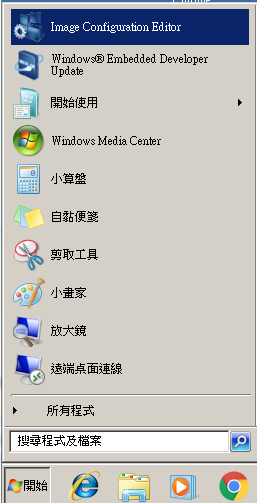 Image Configuration Editor
Windows® Embedded Developer
Update
開始使用
Windows Media Center
小算盤
自黏便箋
剪取工具
小畫家
放大鏡
遠端桌面連線
所有程式
搜尋程式及檔案
開始